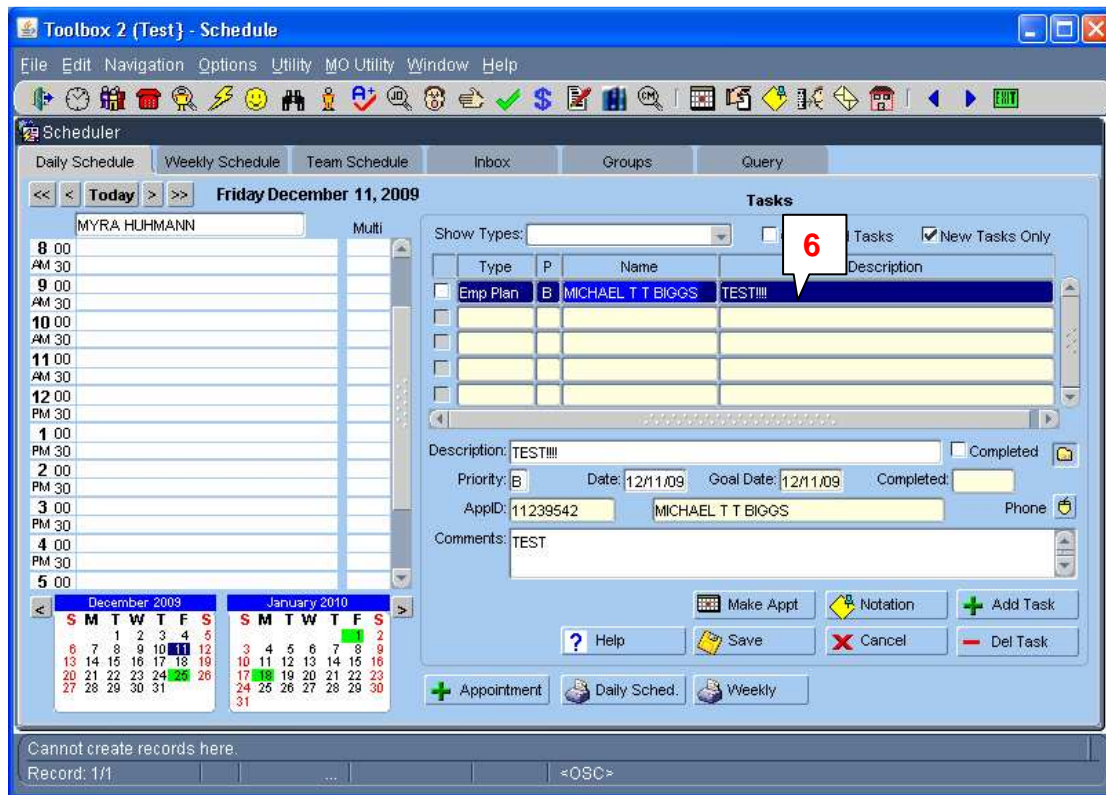 Toolbox 2 (Test} - Schedule
File Edit Navigation Options Utility MO Utility Window Help
EXIT
Scheduler
Daily Schedule Weekly Schedule Team Schedule Inbox Groups Query
<< < Today > >> Friday December 11, 2009
Tasks
MYRA HUHMANN Multi
Show Types: Tasks New Tasks Only
6
Type P Name Description
Emp Plan B MICHAEL T T BIGGS TEST!!!!
8 00
AM 30
9 00
AM 30
10 00
AM 30
11 00
AM 30
12 00
PM 30
1 00
PM 30
2 00
PM 30
3 00
PM 30
4 00
PM 30
5 00
Description: TEST!!!! Completed
Priority: B Date: 12/11/09 Goal Date: 12/11/09 Completed:
AppID: 11239542 MICHAEL T T BIGGS Phone
Comments: TEST
Make Appt Notation Add Task
? Help Save Cancel Del Task
Appointment Daily Sched. Weekly
< December 2009
S M T W T F S
1 2 3 4 5
6 7 8 9 10 11 12
13 14 15 16 17 18 19
20 21 22 23 24 25 26
27 28 29 30 31
January 2010 >
S M T W T F S
1 2
3 4 5 6 7 8 9
10 11 12 13 14 15 16
17 18 19 20 21 22 23
24 25 26 27 28 29 30
31
Cannot create records here.
Record: 1/1 ... <OSC>